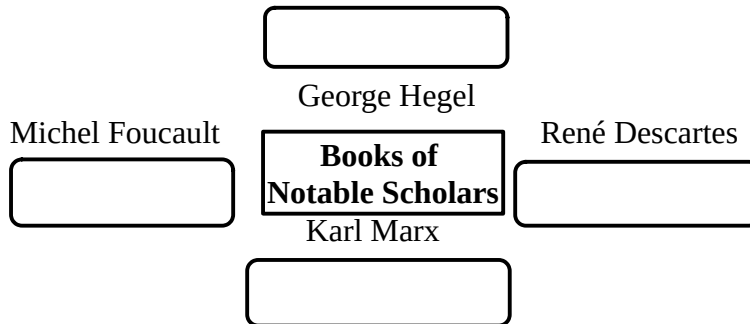 George Hegel
Michel Foucault
René Descartes
Books of
Notable Scholars
Karl Marx